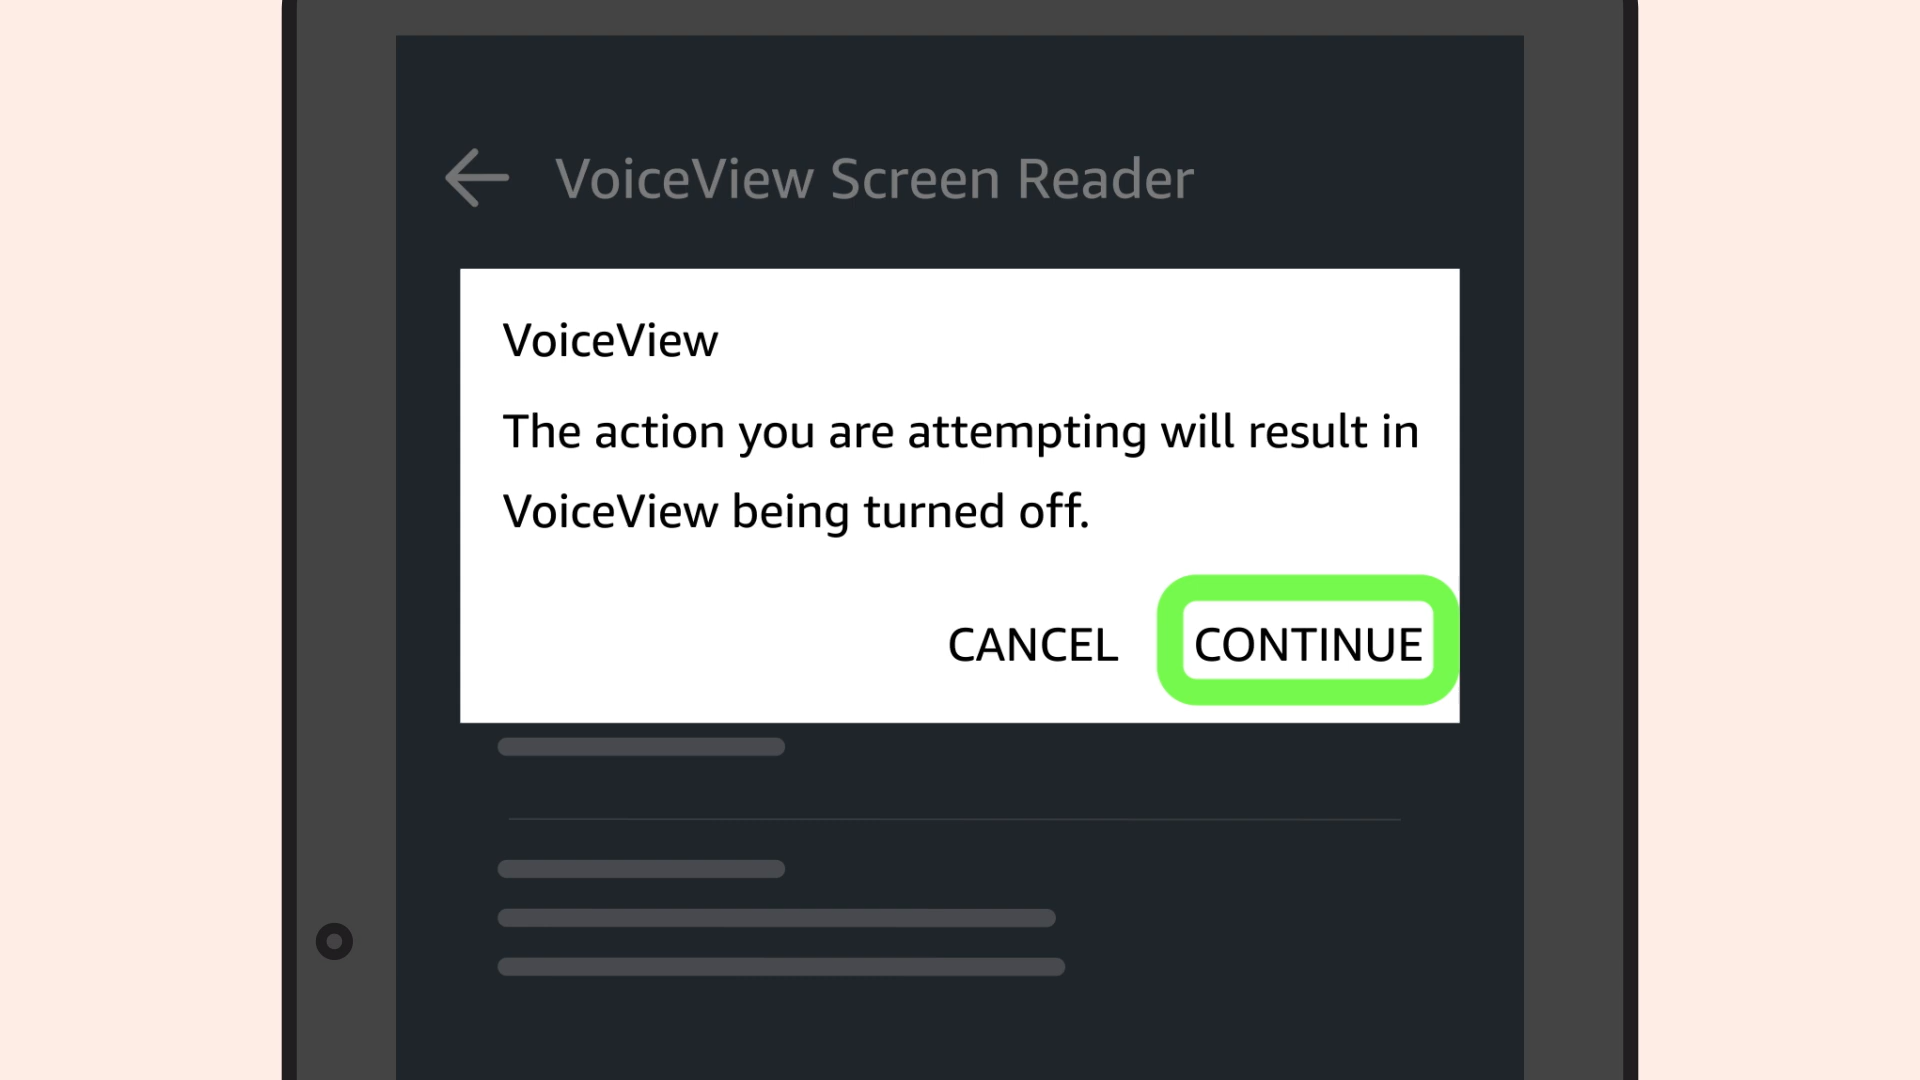 VoiceView Screen Reader
VoiceView
The action you are attempting will result in
VoiceView being turned off.
CANCEL CONTINUE